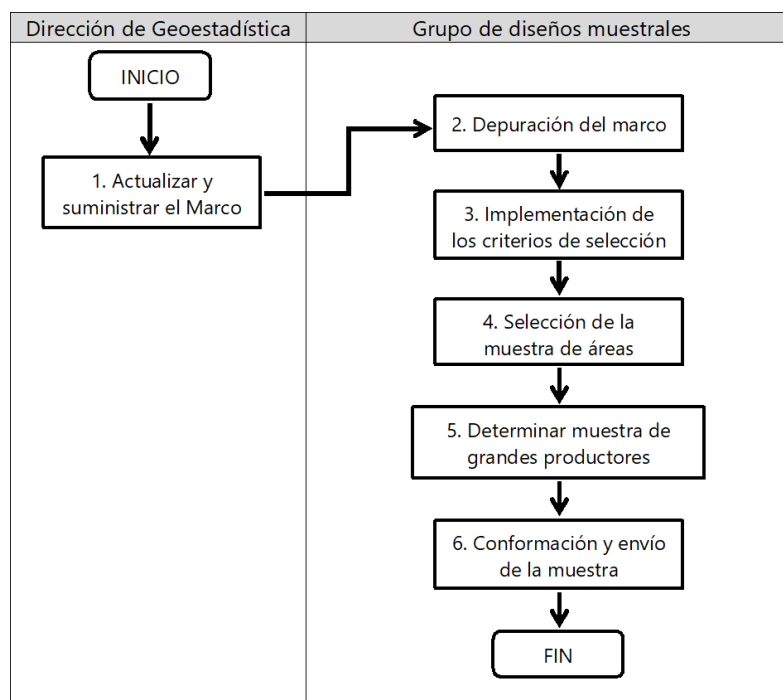 Dirección de Geoestadística
Grupo de diseños muestrales
INICIO
1. Actualizar y
suministrar el Marco
2. Depuración del marco
3. Implementación de
los criterios de selección
4. Selección de la
muestra de áreas
5. Determinar muestra de
grandes productores
6. Conformación y envío
de la muestra
FIN